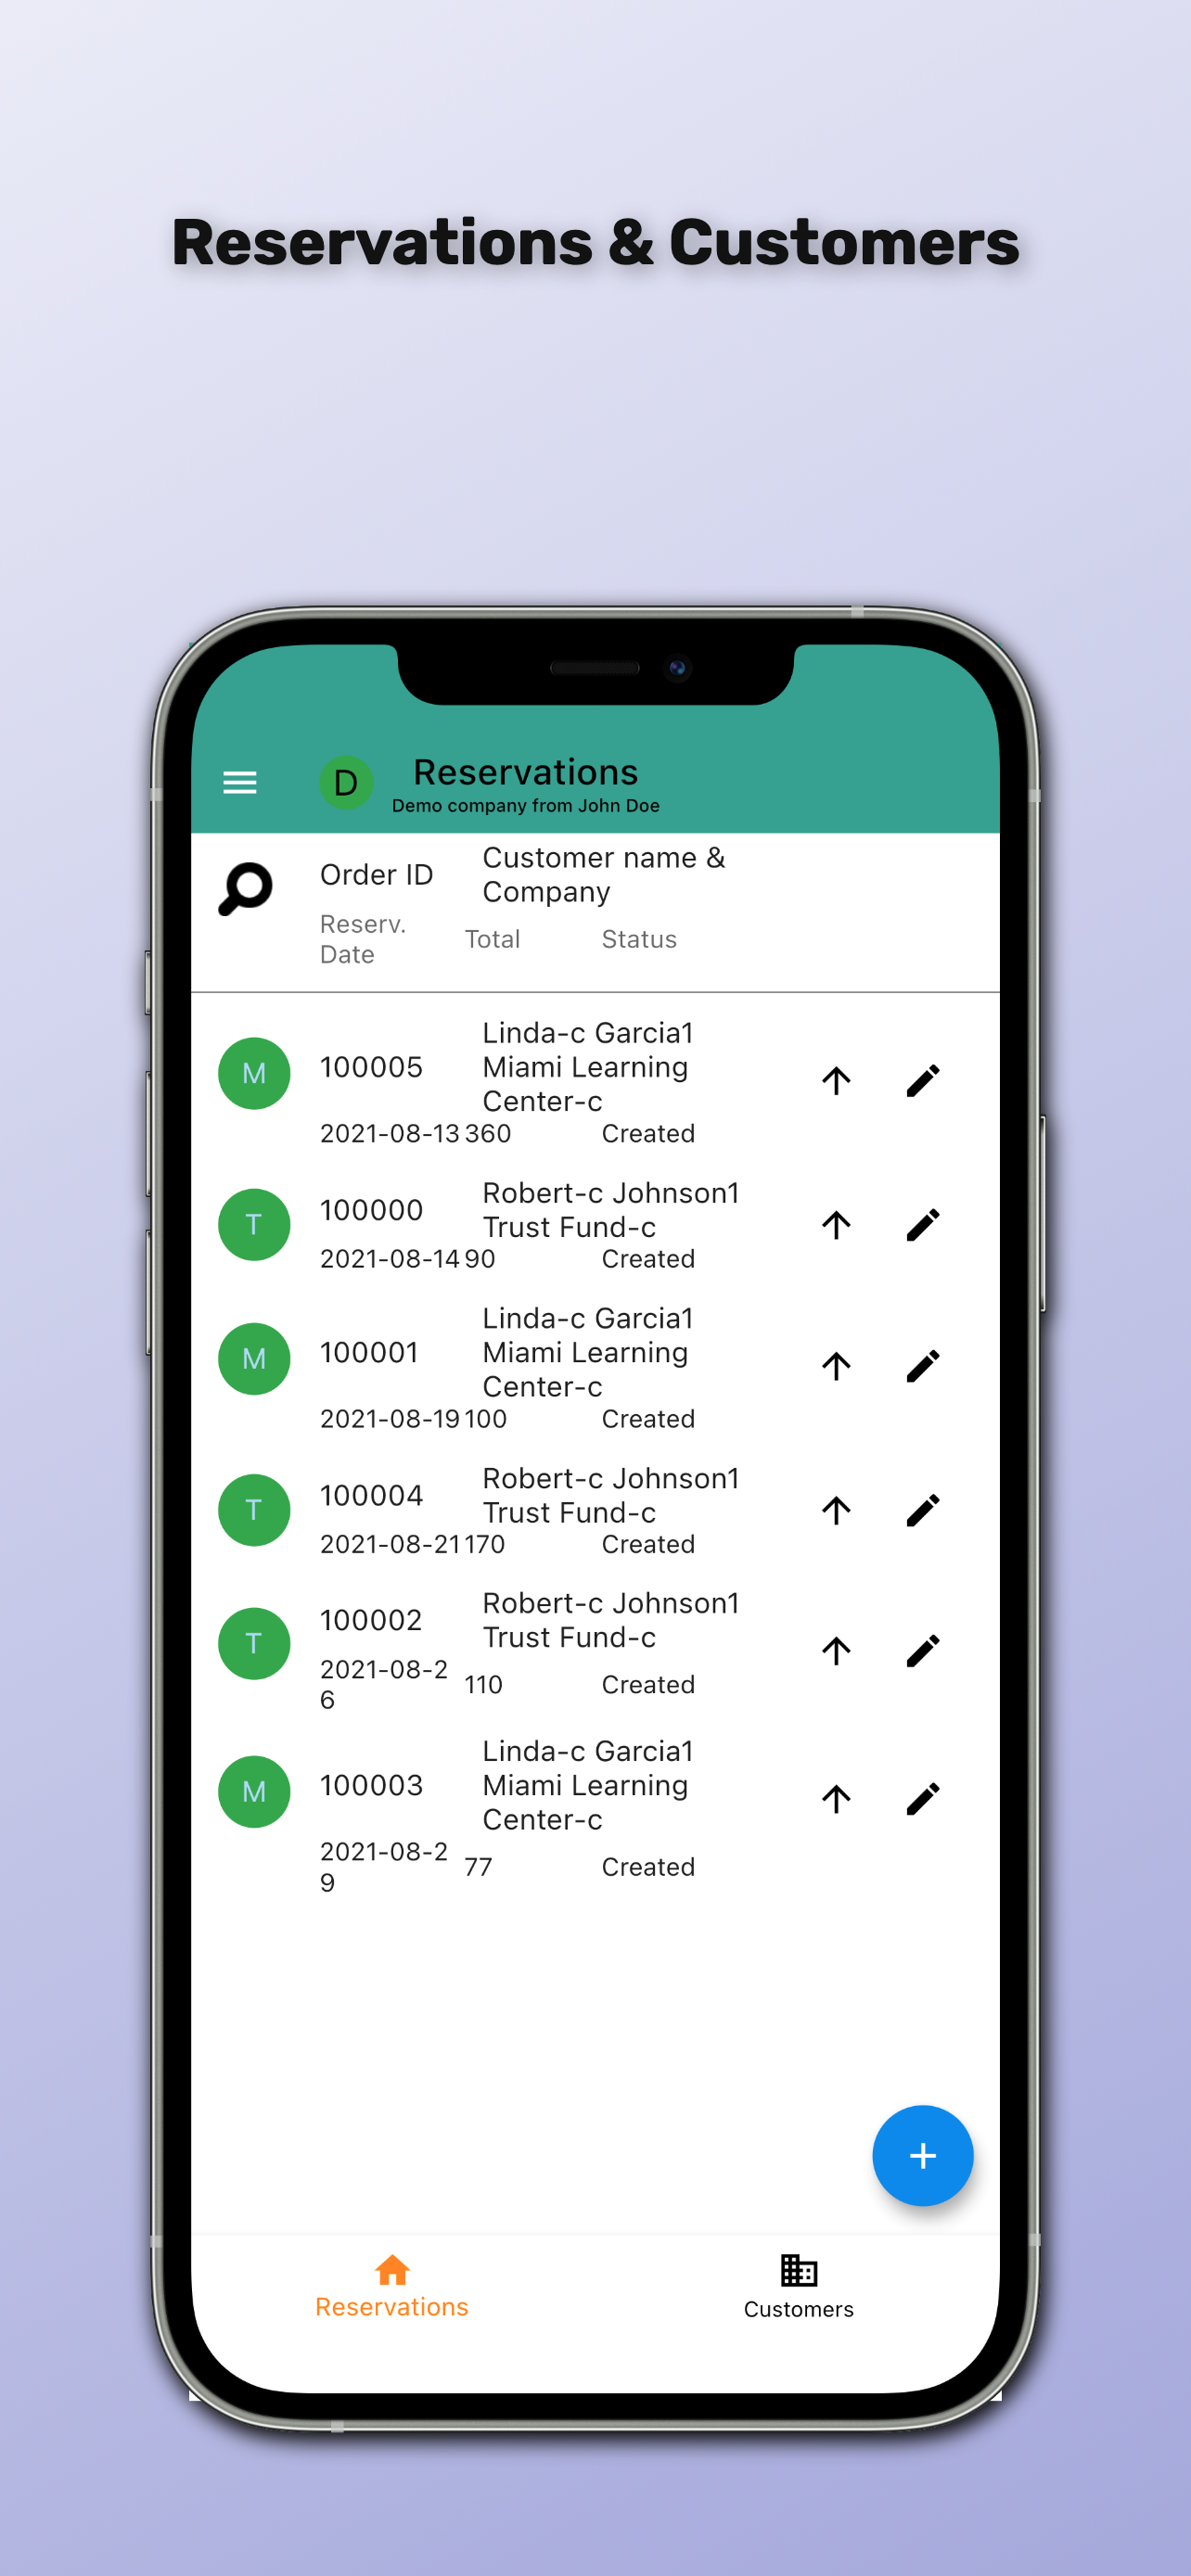 Reservations & Customers
D
Reservations
Demo company from John Doe
Order ID
Customer name &
Company
Reserv.
Date
Total
Status
M
100005
Linda-c Garcia1
Miami Learning
Center-c
2021-08-13 360 Created
T
100000
Robert-c Johnson1
Trust Fund-c
2021-08-14 90 Created
M
100001
Linda-c Garcia1
Miami Learning
Center-c
2021-08-19 100 Created
T
100004
Robert-c Johnson1
Trust Fund-c
2021-08-21 170 Created
T
100002
Robert-c Johnson1
Trust Fund-c
2021-08-2
6
110
Created
M
100003
Linda-c Garcia1
Miami Learning
Center-c
2021-08-2
9
77
Created
Reservations
Customers